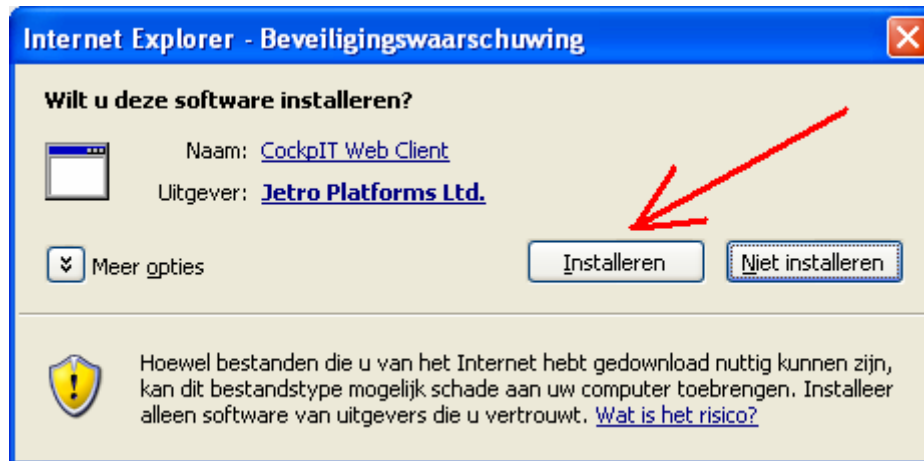 Internet Explorer - Beveiligingswaarschuwing
Wilt u deze software installeren?
Naam: CockpIT Web Client
Uitgever: Jetro Platforms Ltd.
Meer opties
Installeren
Niet installeren
Hoewel bestanden die u van het Internet hebt gedownload nuttig kunnen zijn,
kan dit bestandstype mogelijk schade aan uw computer toebrengen. Installeer
alleen software van uitgevers die u vertrouwt. Wat is het risico?